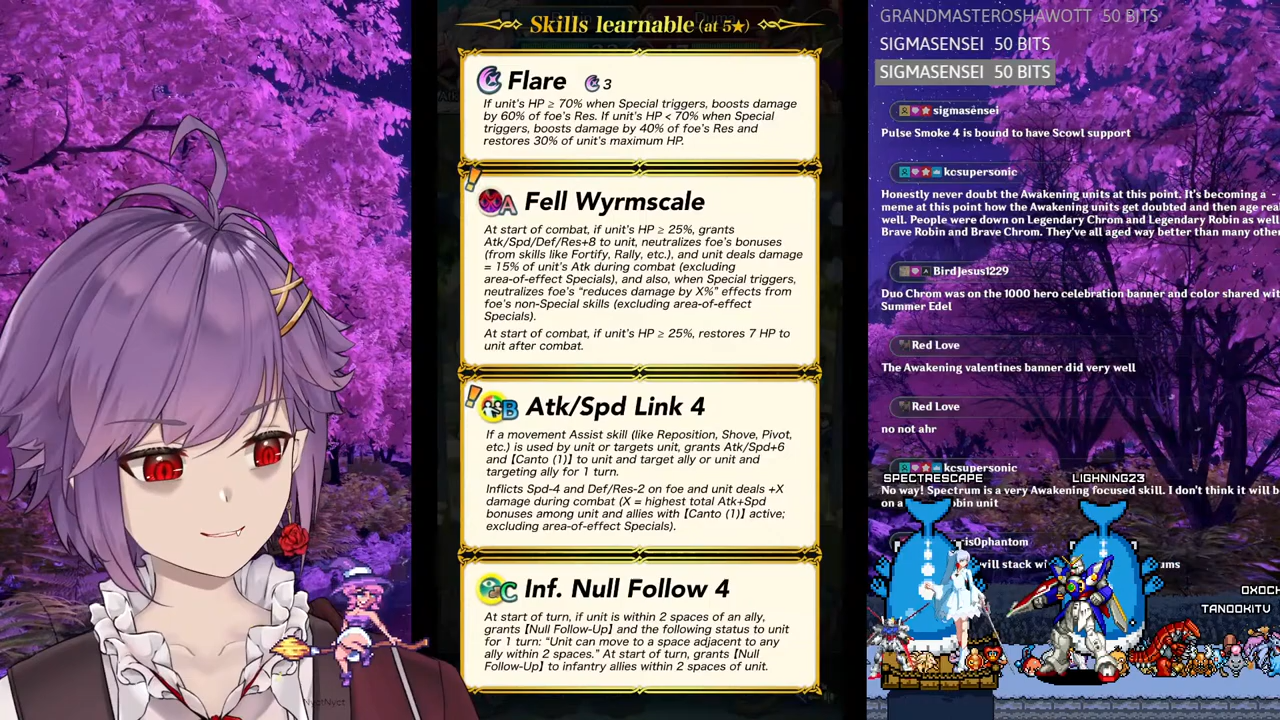 Skills learnable (at 5★)
Flare 3
If unit's HP ≥ 70% when Special triggers, boosts damage
by 60% of foe's Res. If unit's HP < 70% when Special
triggers, boosts damage by 40% of foe's Res and
restores 30% of unit's maximum HP.
A Fell Wyrmscale
At start of combat, if unit's HP ≥ 25%, grants
Atk/Spd/Def/Res+8 to unit, neutralizes foe's bonuses
(from skills like Fortify, Rally, etc.), and unit deals damage
= 15% of unit's Atk during combat (excluding
area-of-effect Specials), and also, when Special triggers,
neutralizes foe's "reduces damage by X%" effects from
foe's non-Special skills (excluding area-of-effect
Specials).
At start of combat, if unit's HP ≥ 25%, restores 7 HP to
unit after combat.
B Atk/Spd Link 4
If a movement Assist skill (like Reposition, Shove, Pivot,
etc.) is used by unit or targets unit, grants Atk/Spd+6
and【Canto (1)】to unit and target ally or unit and
targeting ally for 1 turn.
Inflicts Spd-4 and Def/Res-2 on foe and unit deals +X
damage during combat (X = highest total Atk+Spd
bonuses among unit and allies with【Canto (1)】active;
excluding area-of-effect Specials).
C Inf. Null Follow 4
At start of turn, if unit is within 2 spaces of an ally,
grants【Null Follow-Up】and the following status to unit
for 1 turn: "Unit can move to a space adjacent to any
ally within 2 spaces." At start of turn, grants【Null
Follow-Up】to infantry allies within 2 spaces of unit.
GRANDMASTEROSHAWOTT 50 BITS
SIGMASENSEI 50 BITS
SIGMASENSEI 50 BITS
sigmasensei
Pulse Smoke 4 is bound to have Scowl support
kcsupersonic
Honestly never doubt the Awakening units at this point. It's becoming a
meme at this point how the Awakening units get doubted and then age rea
well. People were down on Legendary Chrom and Legendary Robin as well
Brave Robin and Brave Chrom. They've all aged way better than many othe
BirdJesus1229
Duo Chrom was on the 1000 hero celebration banner and color shared wit
Summer Edel
Red Love
The Awakening valentines banner did very well
Red Love
no not ahr
kcsupersonic
No way! Spectrum is a very Awakening focused skill. I don't think it will b
on a obin unit
is0phantom
will stack wi ums
SPECTRESCAPE
LIGHNING23
OXOCH
TANOOKITV
NyctNyct